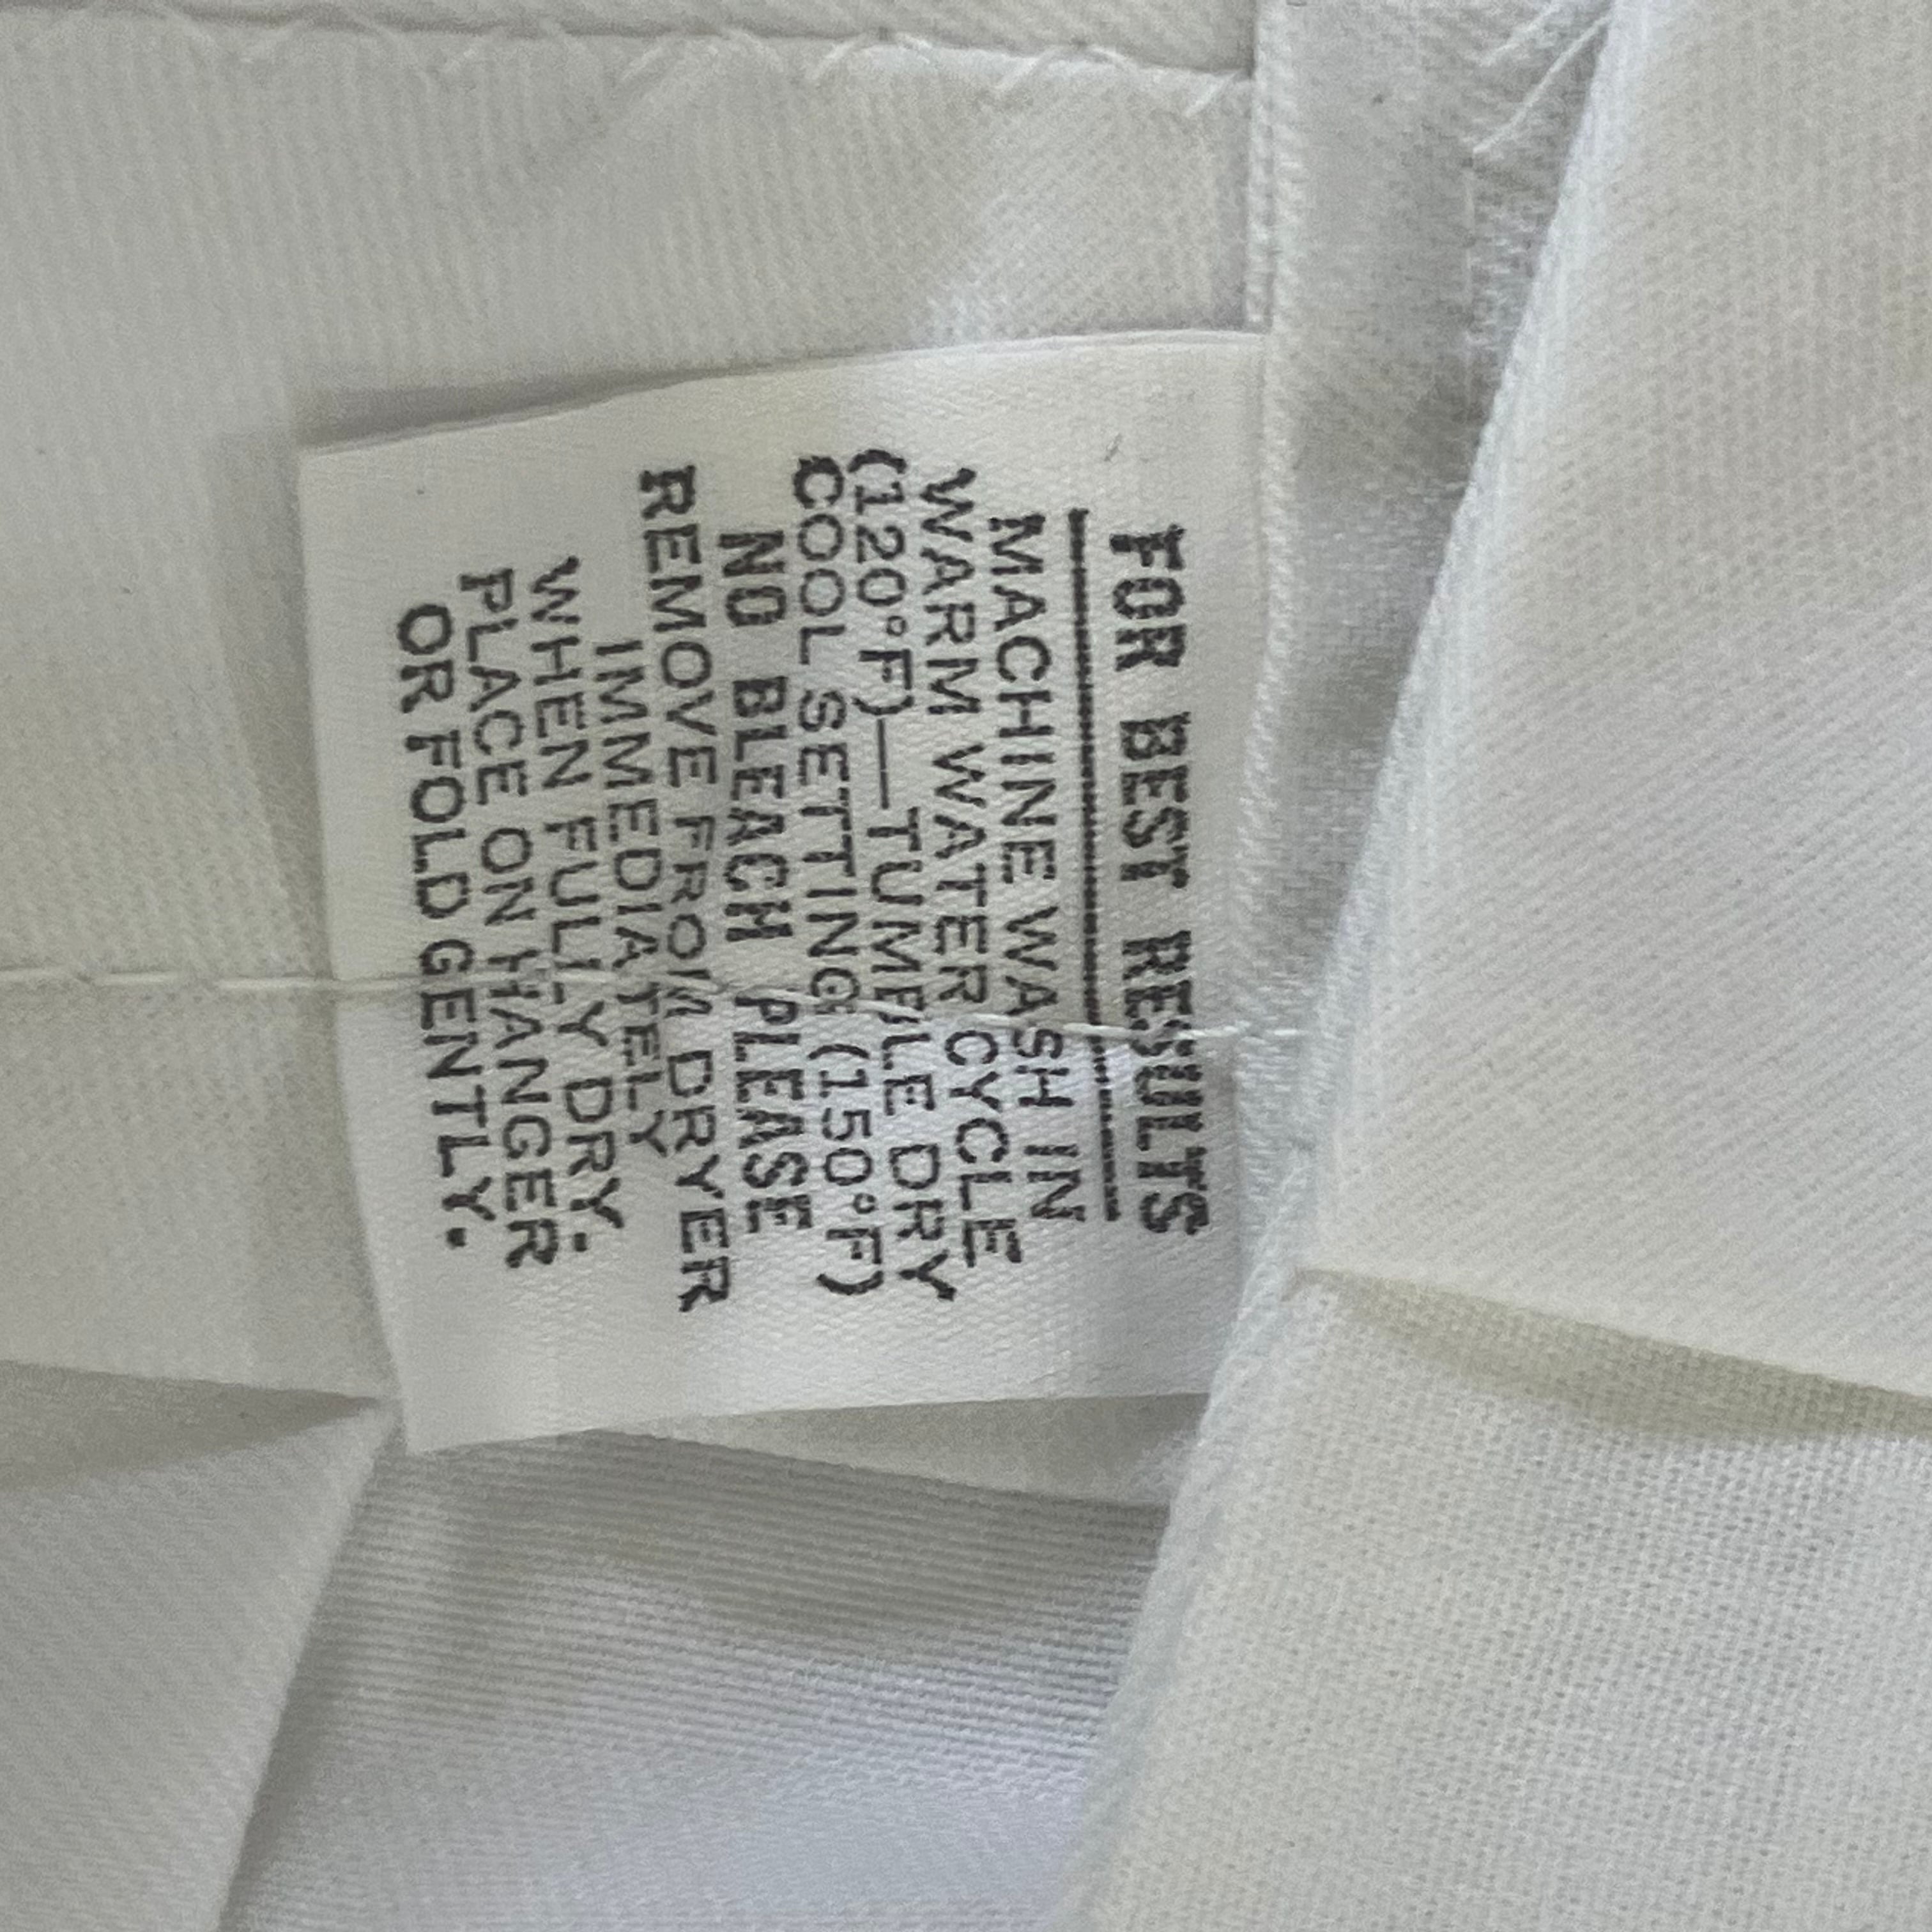 FOR BEST RESULTS
MACHINE WASH IN
WARM WATER CYCLE
(120°F)—TUMBLE DRY
COOL SETTING (150°F)
NO BLEACH PLEASE
REMOVE FROM DRYER
IMMEDIATELY
WHEN FULLY DRY.
PLACE ON HANGER
OR FOLD GENTLY.